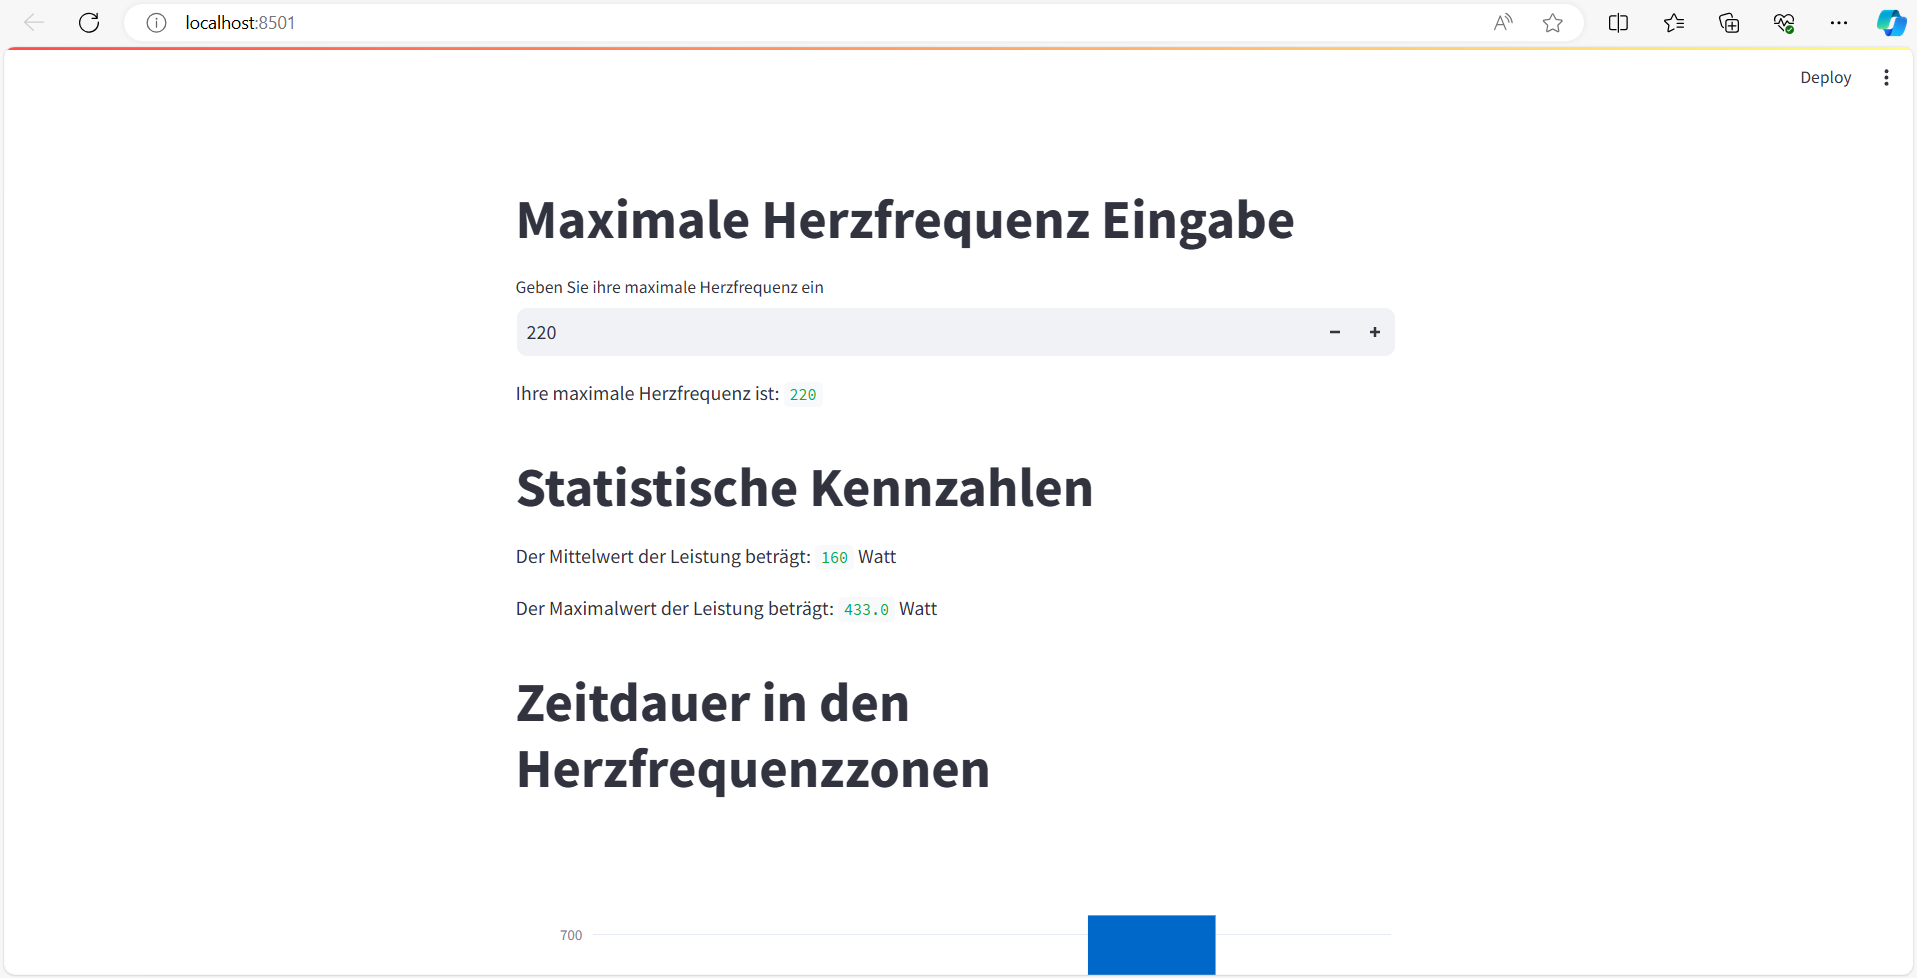 localhost:8501
Deploy
Maximale Herzfrequenz Eingabe
Geben Sie ihre maximale Herzfrequenz ein
220
Ihre maximale Herzfrequenz ist: 220
Statistische Kennzahlen
Der Mittelwert der Leistung beträgt: 160 Watt
Der Maximalwert der Leistung beträgt: 433.0 Watt
Zeitdauer in den
Herzfrequenzzonen
700